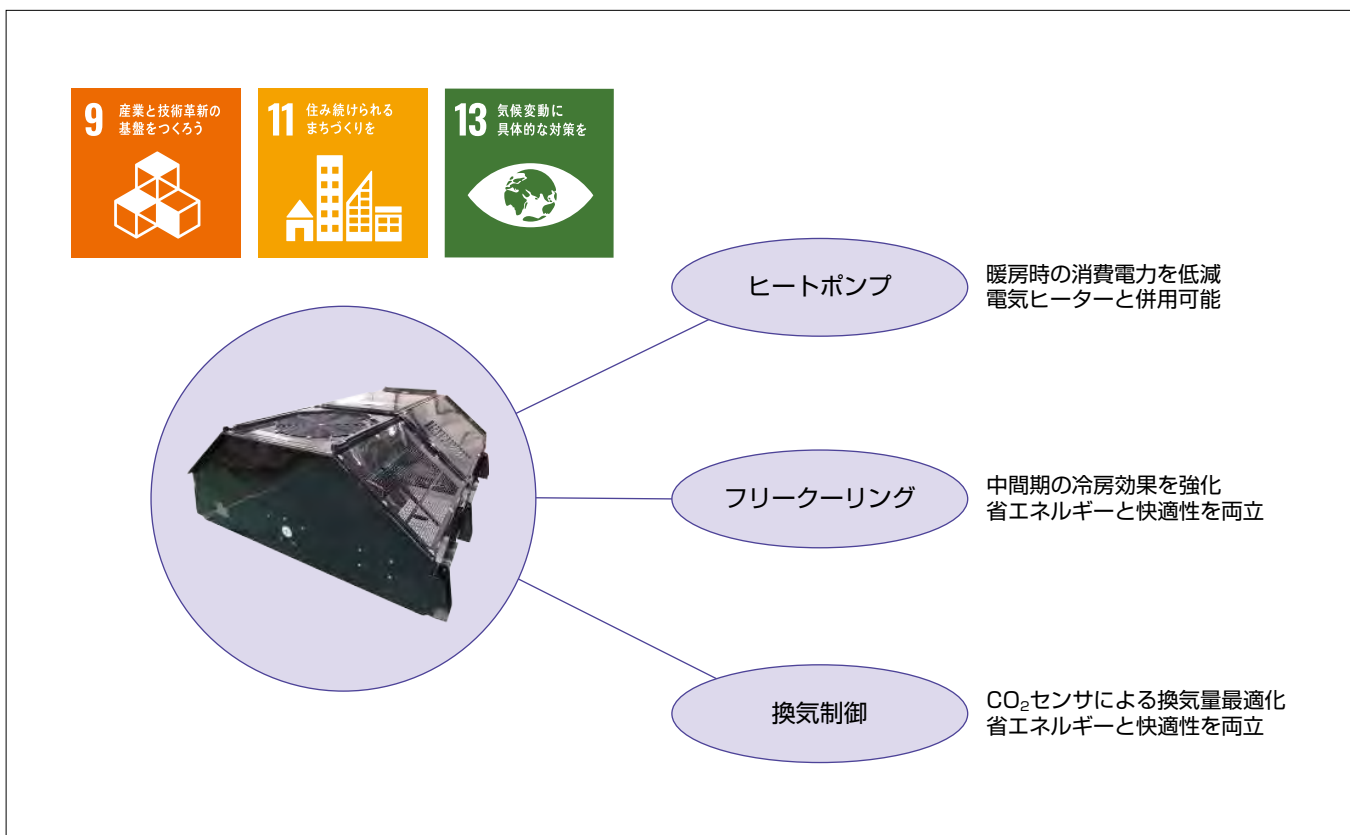 9 産業と技術革新の
基盤をつくろう
11 住み続けられる
まちづくりを
13 気候変動に
具体的な対策を
ヒートポンプ
暖房時の消費電力を低減
電気ヒーターと併用可能
フリークーリング
中間期の冷房効果を強化
省エネルギーと快適性を両立
換気制御
CO₂センサによる換気量最適化
省エネルギーと快適性を両立